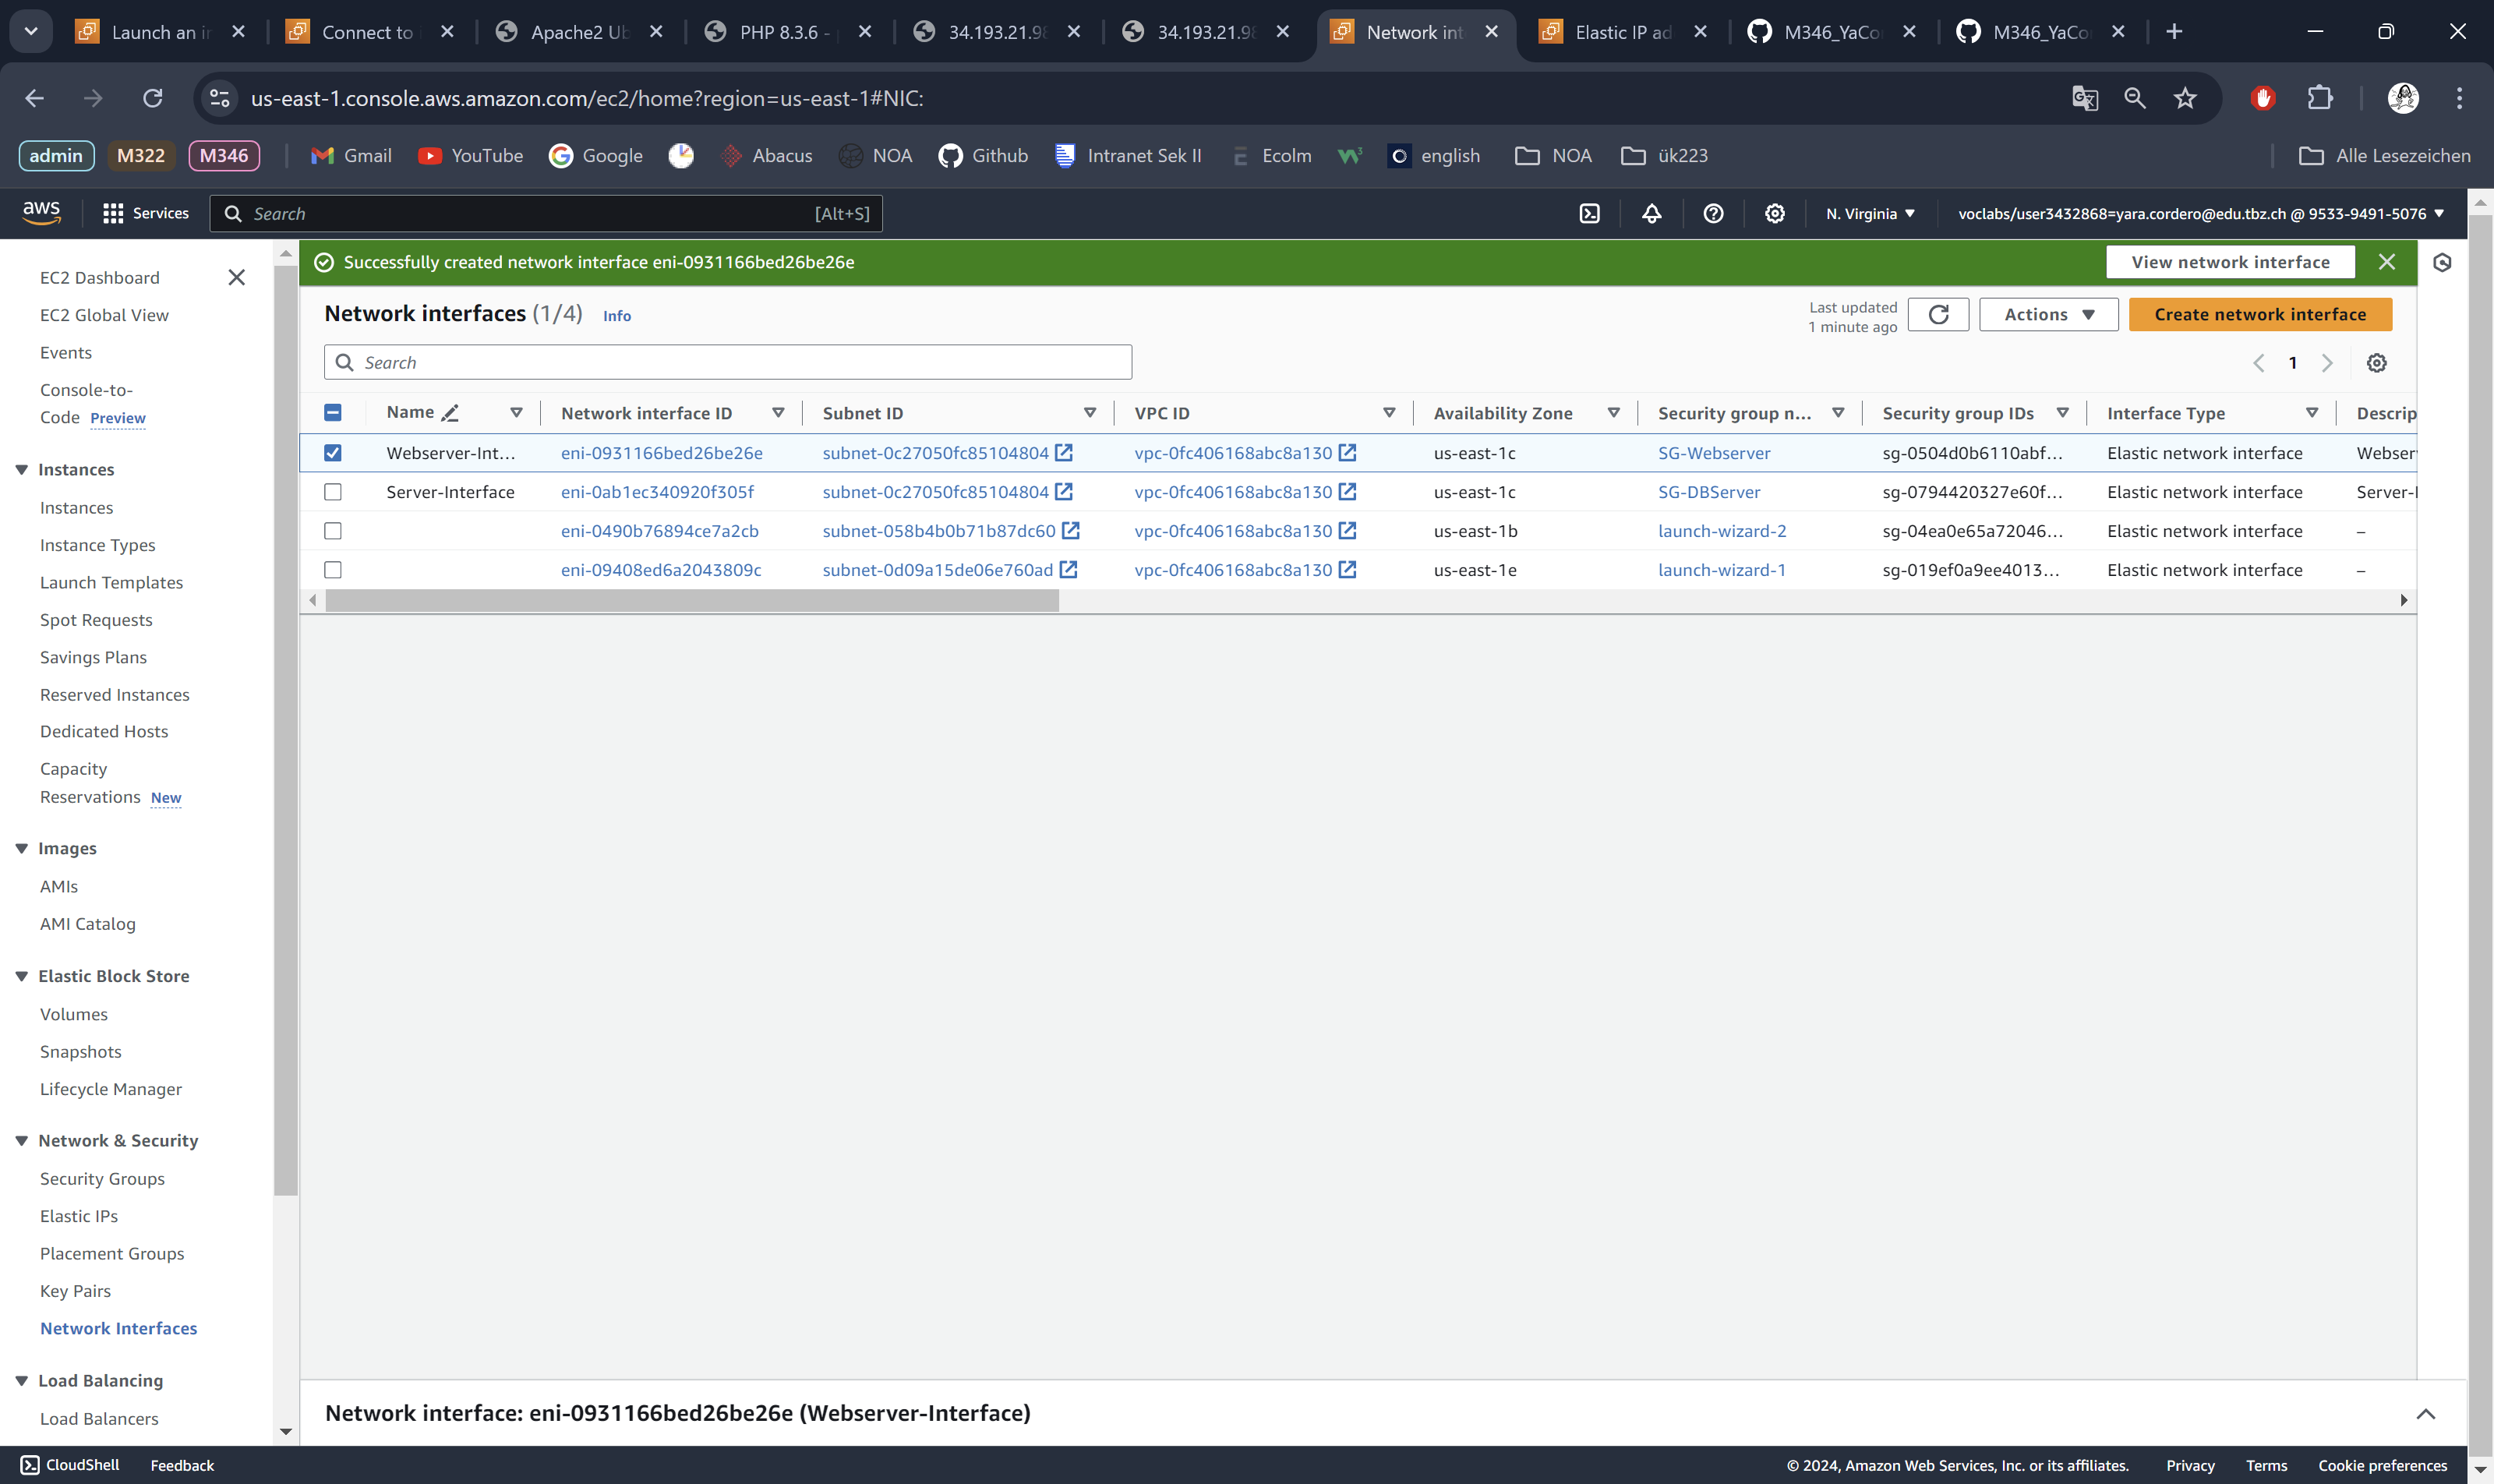 Launch an in
Connect to i
Apache2 Ub
PHP 8.3.6 -
34.193.21.98
34.193.21.98
Network int
Elastic IP ad
M346_YaCo
M346_YaCo
us-east-1.console.aws.amazon.com/ec2/home?region=us-east-1#NIC:
admin M322 M346 Gmail YouTube Google Abacus NOA Github Intranet Sek II Ecolm english NOA ük223 Alle Lesezeichen
aws Services Search [Alt+S] N. Virginia voclabs/user3432868=yara.cordero@edu.tbz.ch @ 9533-9491-5076
EC2 Dashboard
EC2 Global View
Events
Console-to-
Code Preview
Instances
Instances
Instance Types
Launch Templates
Spot Requests
Savings Plans
Reserved Instances
Dedicated Hosts
Capacity
Reservations New
Images
AMIs
AMI Catalog
Elastic Block Store
Volumes
Snapshots
Lifecycle Manager
Network & Security
Security Groups
Elastic IPs
Placement Groups
Key Pairs
Network Interfaces
Load Balancing
Load Balancers
Successfully created network interface eni-0931166bed26be26e View network interface
Network interfaces (1/4) Info
Last updated
1 minute ago
Actions
Create network interface
Search
1
Name Network interface ID Subnet ID VPC ID Availability Zone Security group n... Security group IDs Interface Type Descrip
Webserver-Int... eni-0931166bed26be26e subnet-0c27050fc85104804 vpc-0fc406168abc8a130 us-east-1c SG-Webserver sg-0504d0b6110abf... Elastic network interface Webser
Server-Interface eni-0ab1ec340920f305f subnet-0c27050fc85104804 vpc-0fc406168abc8a130 us-east-1c SG-DBServer sg-0794420327e60f... Elastic network interface Server-I
eni-0490b76894ce7a2cb subnet-058b4b0b71b87dc60 vpc-0fc406168abc8a130 us-east-1b launch-wizard-2 sg-04ea0e65a72046... Elastic network interface –
eni-09408ed6a2043809c subnet-0d09a15de06e760ad vpc-0fc406168abc8a130 us-east-1e launch-wizard-1 sg-019ef0a9ee4013... Elastic network interface –
Network interface: eni-0931166bed26be26e (Webserver-Interface)
CloudShell Feedback © 2024, Amazon Web Services, Inc. or its affiliates. Privacy Terms Cookie preferences